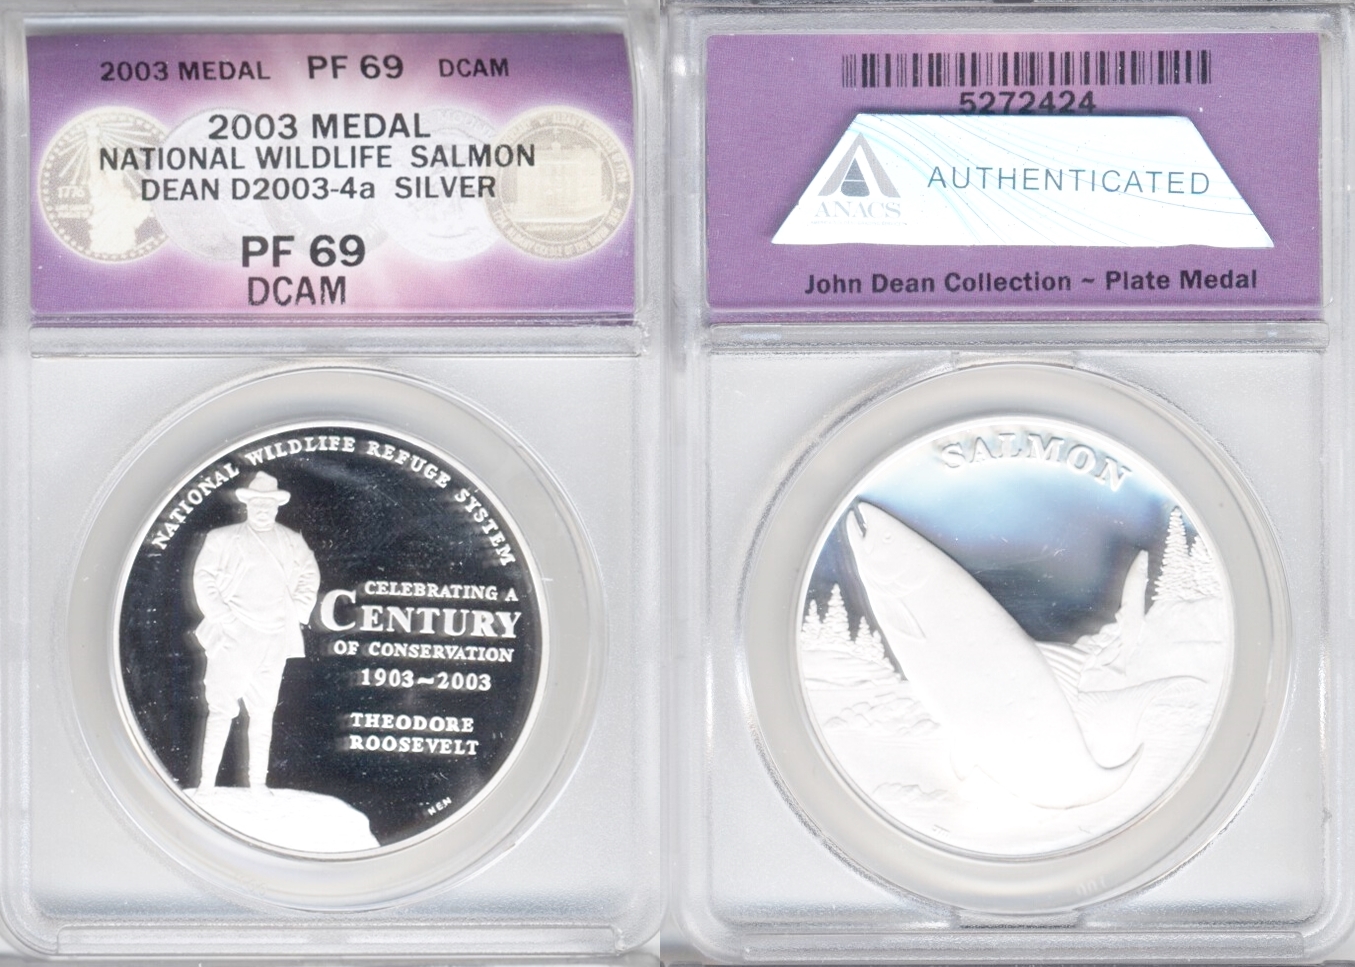 2003 MEDAL PF 69 DCAM
2003 MEDAL
NATIONAL WILDLIFE SALMON
DEAN D2003-4a SILVER
PF 69
DCAM
1776
NATIONAL WILDLIFE REFUGE SYSTEM
CELEBRATING A
CENTURY
OF CONSERVATION
1903~2003
THEODORE
ROOSEVELT
NEN
5272424
ANACS
AUTHENTICATED
John Dean Collection ~ Plate Medal
SALMON